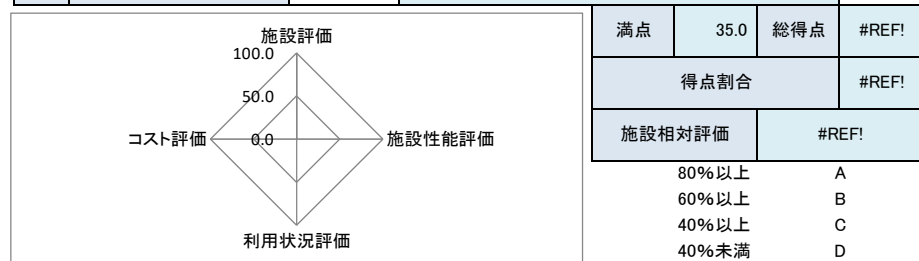 施設評価
100.0
50.0
0.0
コスト評価
施設性能評価
利用状況評価
満点 35.0 総得点 #REF!
得点割合 #REF!
施設相対評価 #REF!
80%以上 A
60%以上 B
40%以上 C
40%未満 D